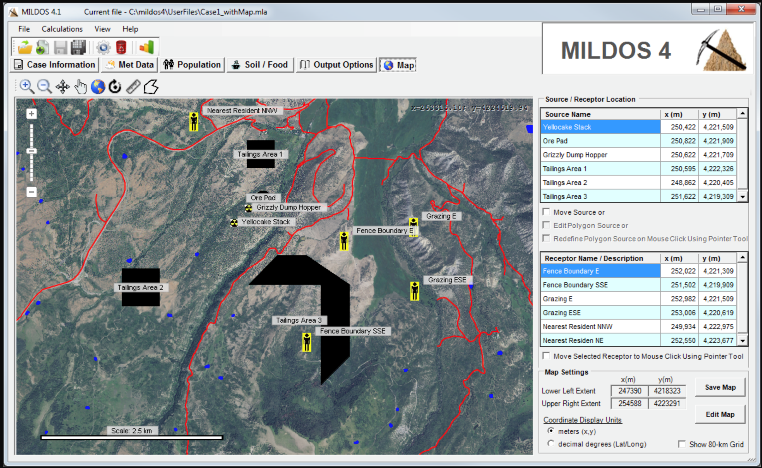 MILDOS 4.1 Current file - C:\mildos4\UserFiles\Case1_withMap.mla
File Calculations View Help
MILDOS 4
Case Information Met Data Population Soil / Food Output Options Map
Nearest Resident NNW
Tailings Area 1
Ore Pad
Grizzly Dump Hopper
Yellocake Stack
Fence Boundary E
Grazing E
Grazing ESE
Tailings Area 2
Tailings Area 3
Fence Boundary SSE
Scale: 2.5 km
Source / Receptor Location
Source Name x (m) y (m)
Yellocake Stack 250,422 4,221,509
Ore Pad 250,822 4,221,909
Grizzly Dump Hopper 250,622 4,221,709
Tailings Area 1 250,595 4,222,326
Tailings Area 2 248,862 4,220,405
Tailings Area 3 251,622 4,219,309
Move Source or
Edit Polygon Source or
Redefine Polygon Source on Mouse Click Using Pointer Tool
Receptor Name / Description x (m) y (m)
Fence Boundary E 252,022 4,221,309
Fence Boundary SSE 251,502 4,219,909
Grazing E 252,982 4,221,509
Grazing ESE 253,006 4,220,619
Nearest Resident NNW 249,934 4,222,975
Nearest Residen NE 252,550 4,223,677
Move Selected Receptor to Mouse Click Using Pointer Tool
Map Settings
x(m) y(m)
Lower Left Extent 247390 4218323
Upper Right Extent 254588 4223291
Save Map
Edit Map
Coordinate Display Units
meters (x,y)
decimal degrees (Lat/Long)
Show 80-km Grid